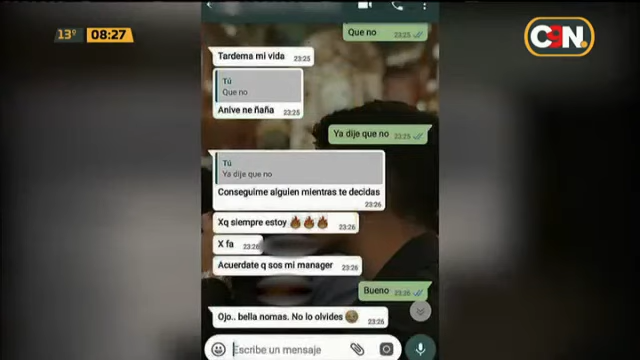 13°
08:27
C9N.
Que no 23:25
Tardema mi vida 23:25
Tú
Que no
Anive ne ñaña 23:25
Ya dije que no 23:25
Tú
Ya dije que no
Conseguime alguien mientras te decidas
23:26
Xq siempre estoy 🔥🔥🔥 23:26
X fa 23:26
Acuerdate q sos mi manager 23:26
Bueno 23:26
Ojo.. bella nomas. No lo olvides 23:26
Escribe un mensaje